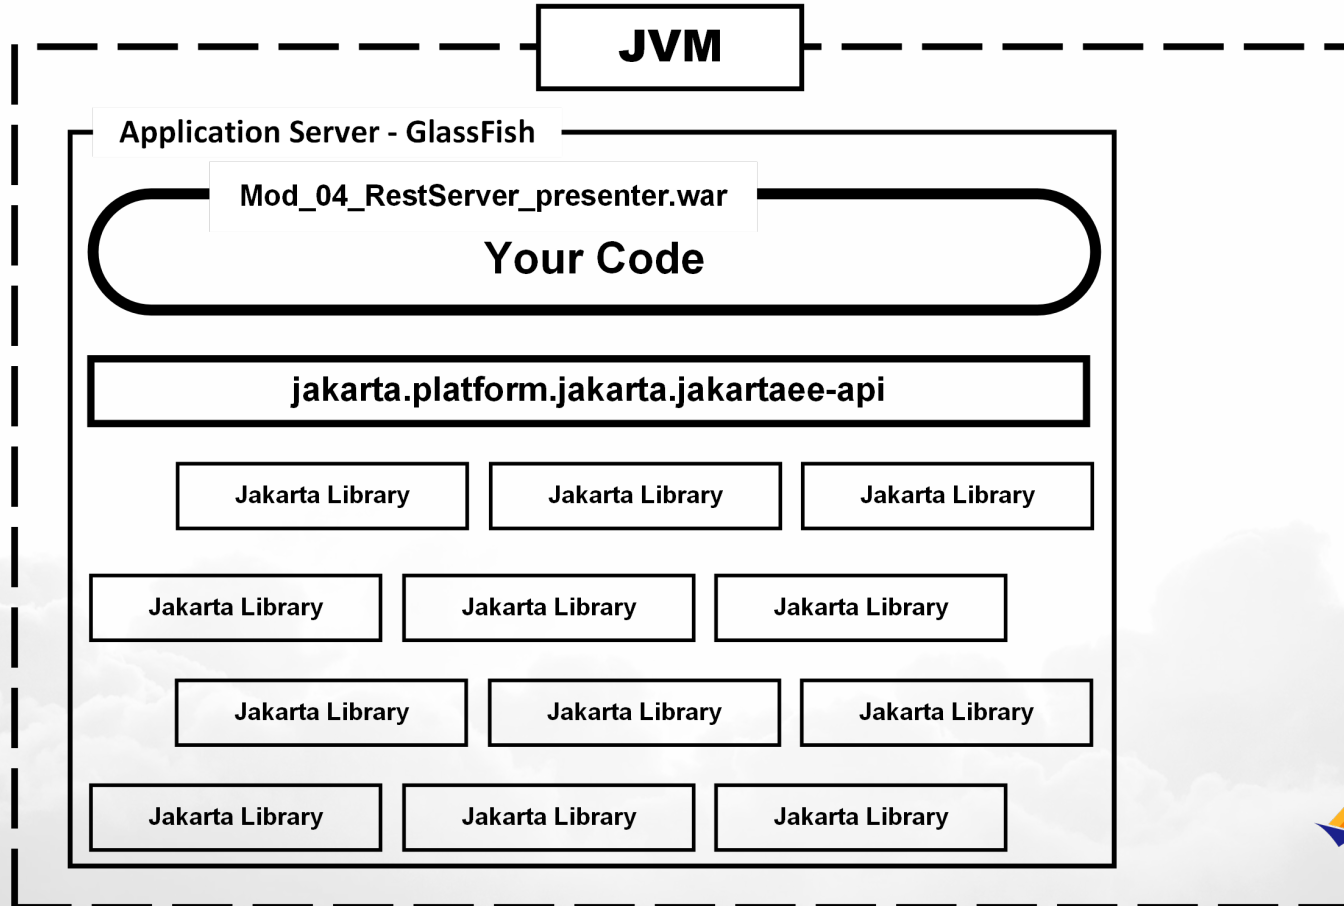 JVM
Application Server - GlassFish
Mod_04_RestServer_presenter.war
Your Code
jakarta.platform.jakarta.jakartaee-api
Jakarta Library
Jakarta Library
Jakarta Library
Jakarta Library
Jakarta Library
Jakarta Library
Jakarta Library
Jakarta Library
Jakarta Library
Jakarta Library
Jakarta Library
Jakarta Library